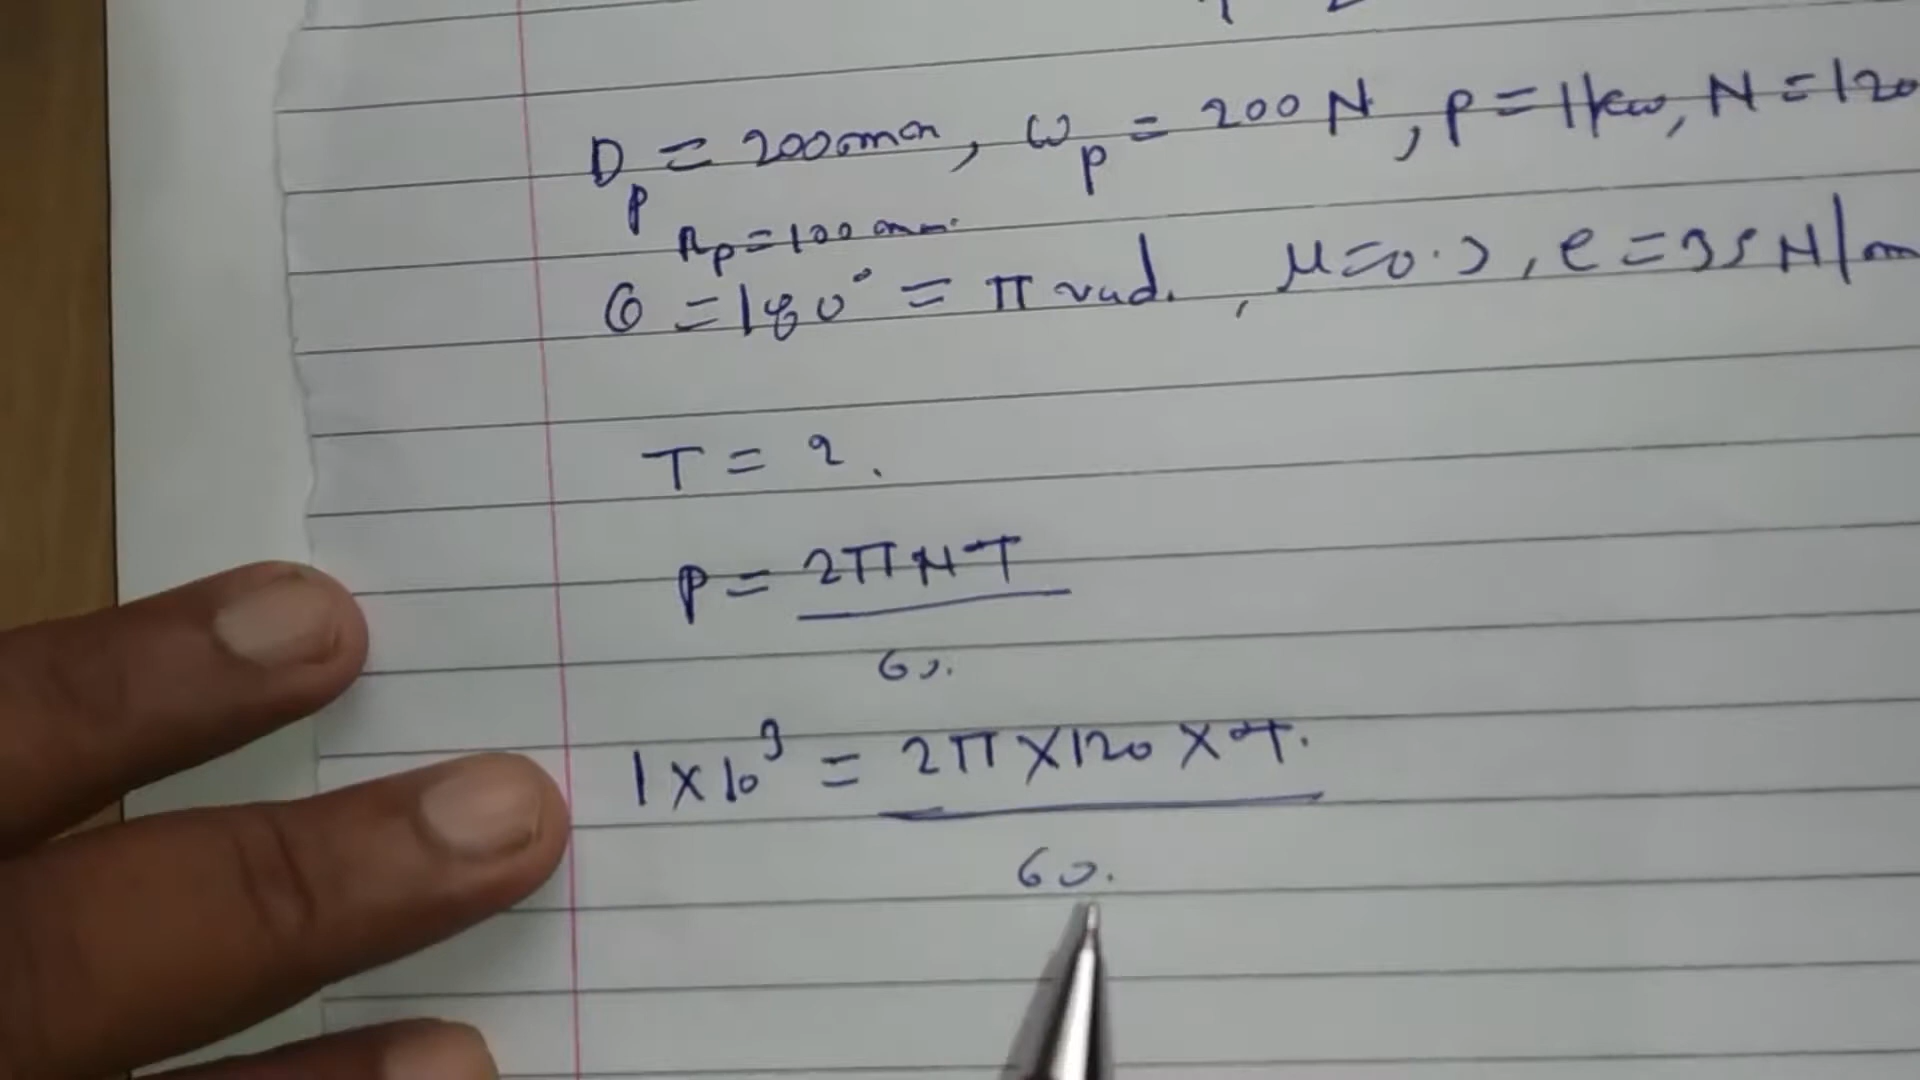 Dp = 200mm, wp = 200 N, P = 1kw, N = 120
Rp = 100 mm.
θ = 180° = π rad. , μ = 0.3, σ = 35 N/m
T = ?.
P = 2πNT
60.
1 X 10³ = 2π X 120 X T.
60.